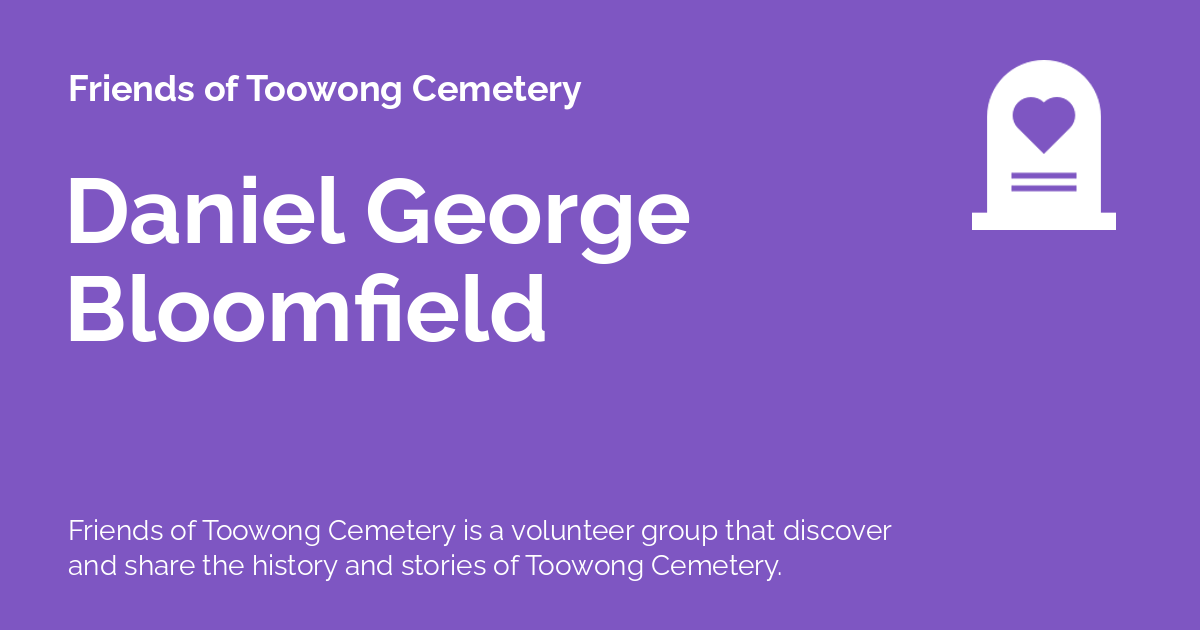 Friends of Toowong Cemetery
Daniel George
Bloomfield
Friends of Toowong Cemetery is a volunteer group that discover
and share the history and stories of Toowong Cemetery.